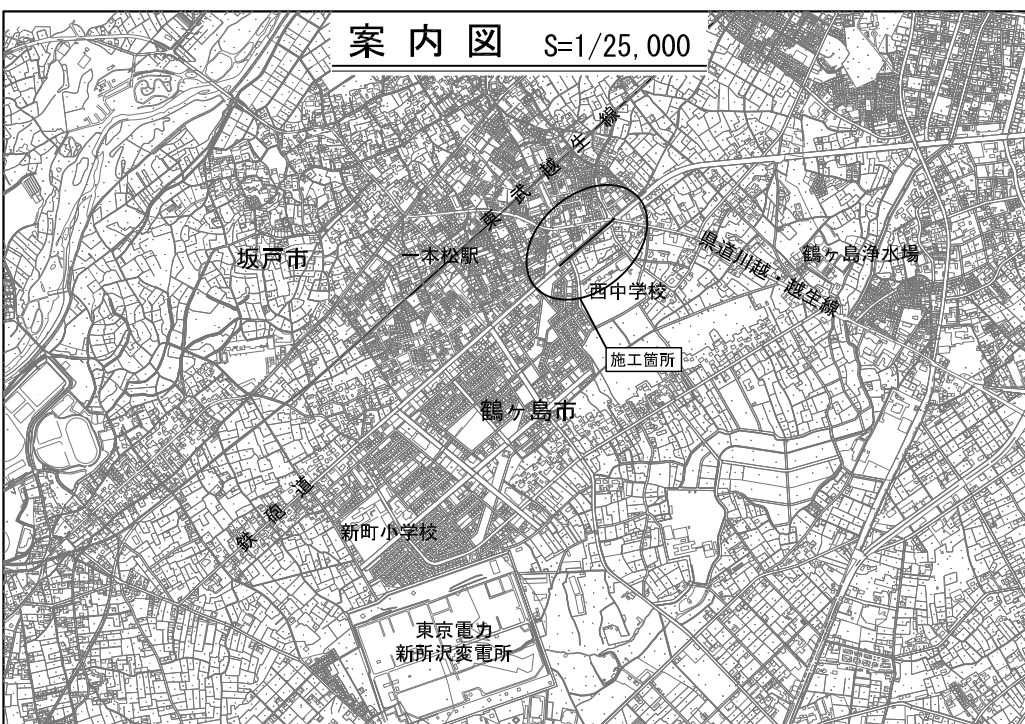 案内図 S=1/25,000
東武越生線
坂戸市
一本松駅
県道川越・越生線
鶴ヶ島浄水場
西中学校
施工箇所
鶴ヶ島市
鉄砲道
新町小学校
東京電力
新所沢変電所